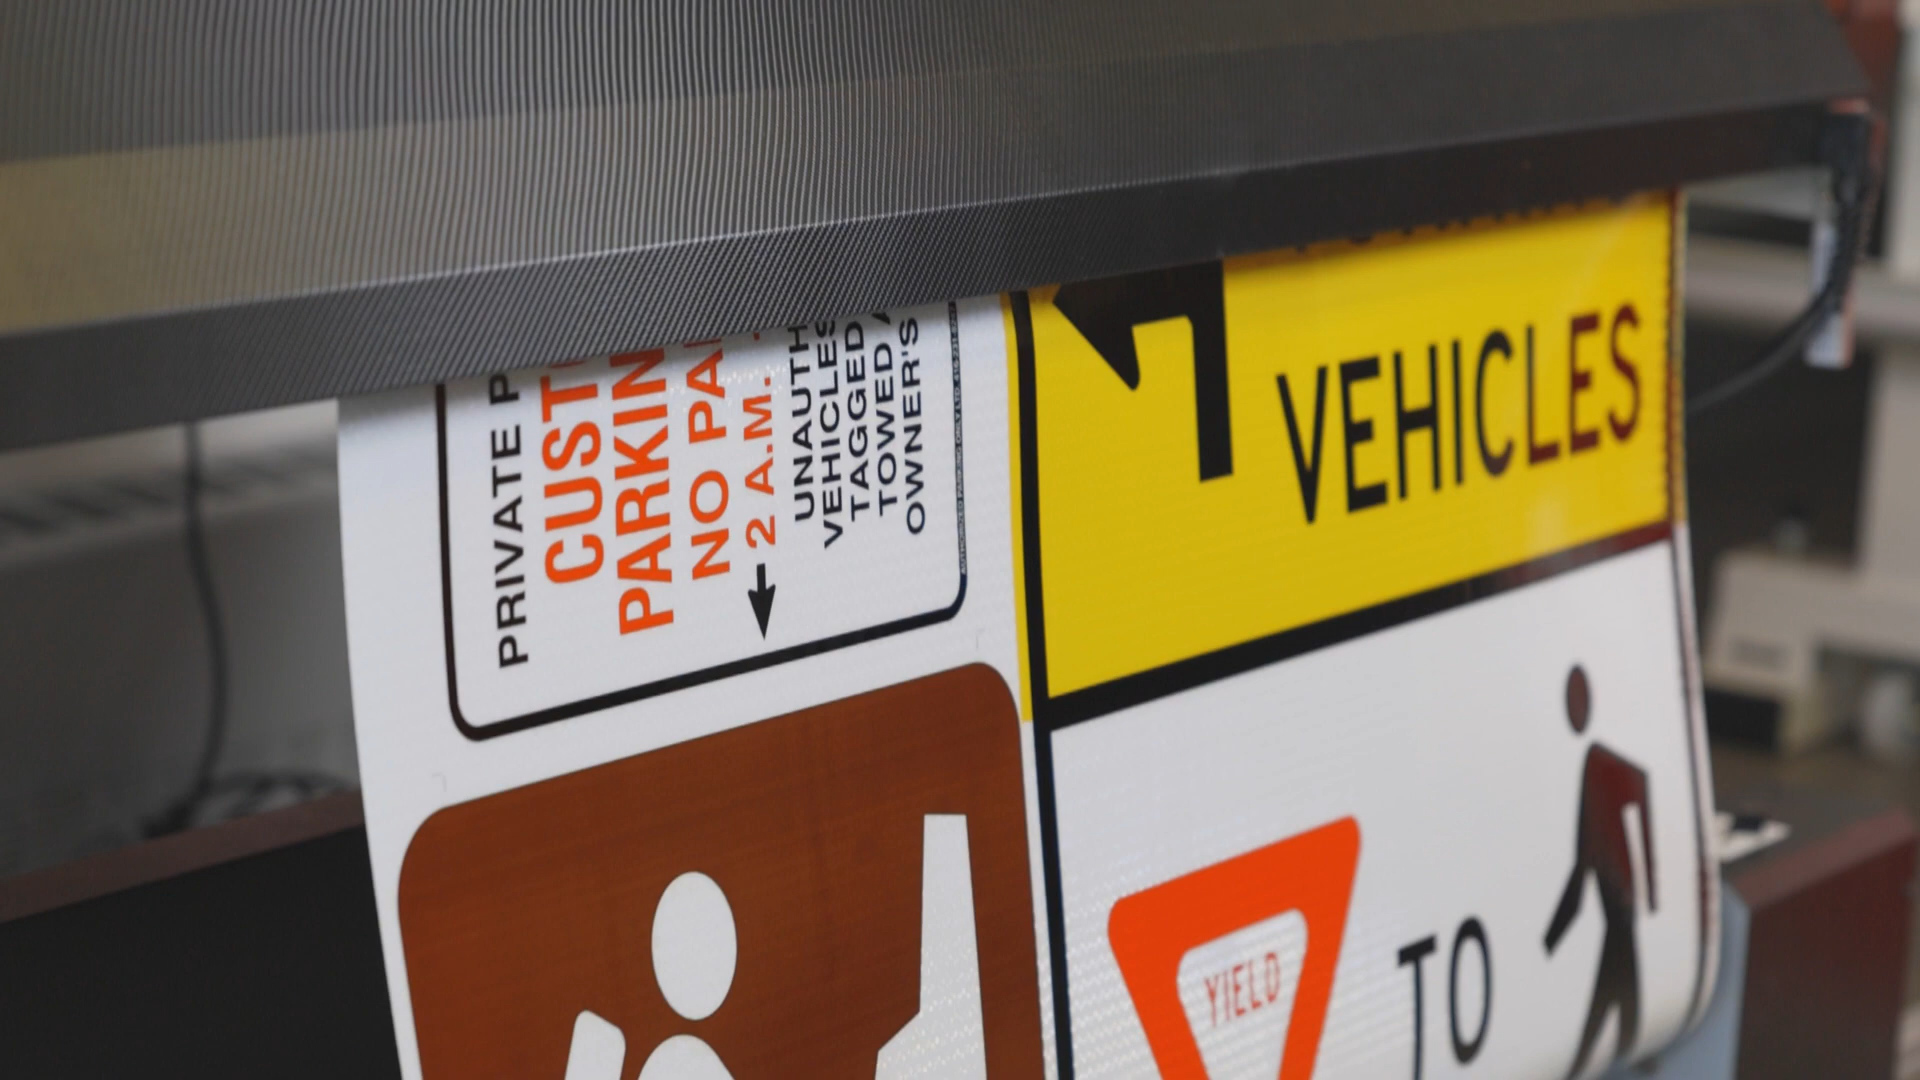 PRIVATE P
CUST
PARKIN
NO PA
2 A.M.
UNAUTH
VEHICLES
TAGGED
TOWED
OWNER'S
VEHICLES
YIELD
TO